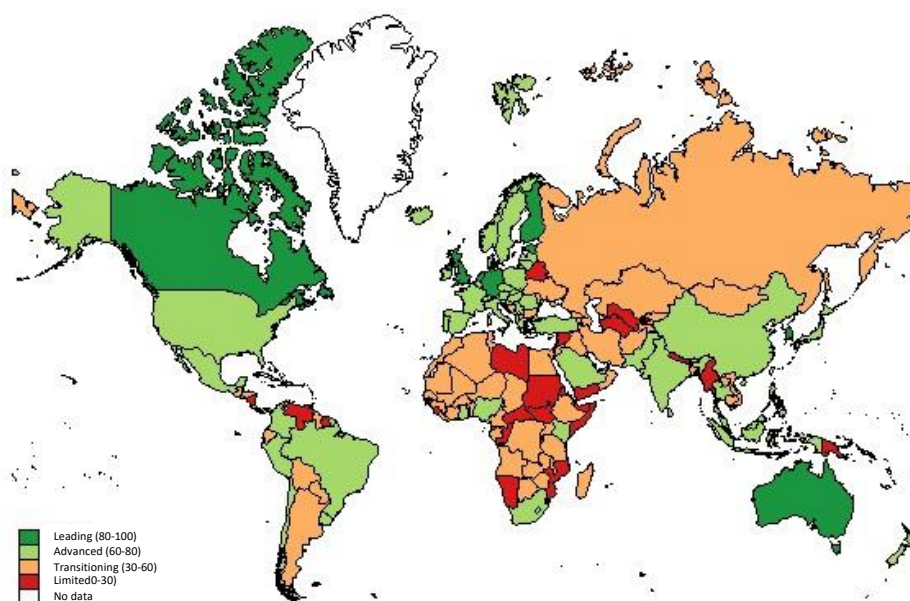 Leading (80-100)
Advanced (60-80)
Transitioning (30-60)
Limited0-30)
No data